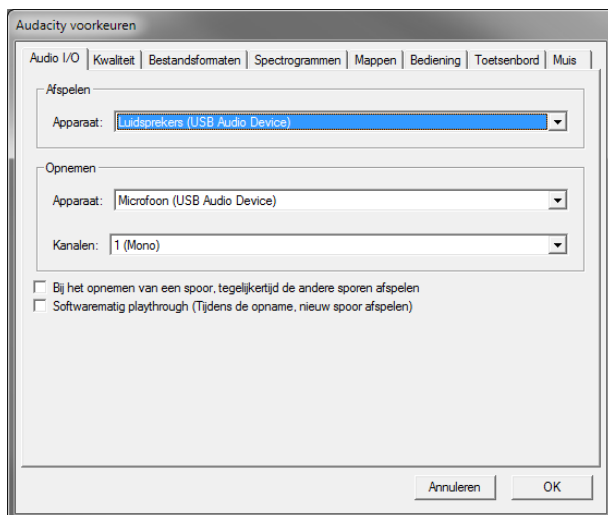 Audacity voorkeuren
Audio I/O Kwaliteit Bestandsformaten Spectrogrammen Mappen Bediening Toetsenbord Muis
Afspelen
Apparaat: Luidsprekers (USB Audio Device)
Opnemen
Apparaat: Microfoon (USB Audio Device)
Kanalen: 1 (Mono)
Bij het opnemen van een spoor, tegelijkertijd de andere sporen afspelen
Softwarematig playthrough (Tijdens de opname, nieuw spoor afspelen)
Annuleren OK